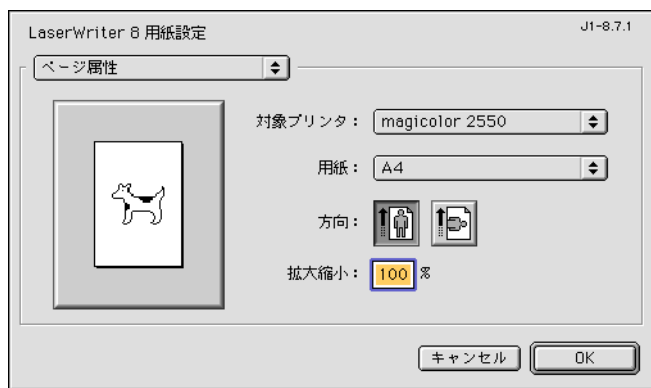 LaserWriter 8 用紙設定
J1-8.7.1
ページ属性
対象プリンタ： magicolor 2550
用紙： A4
方向：
拡大縮小： 100 %
キャンセル OK